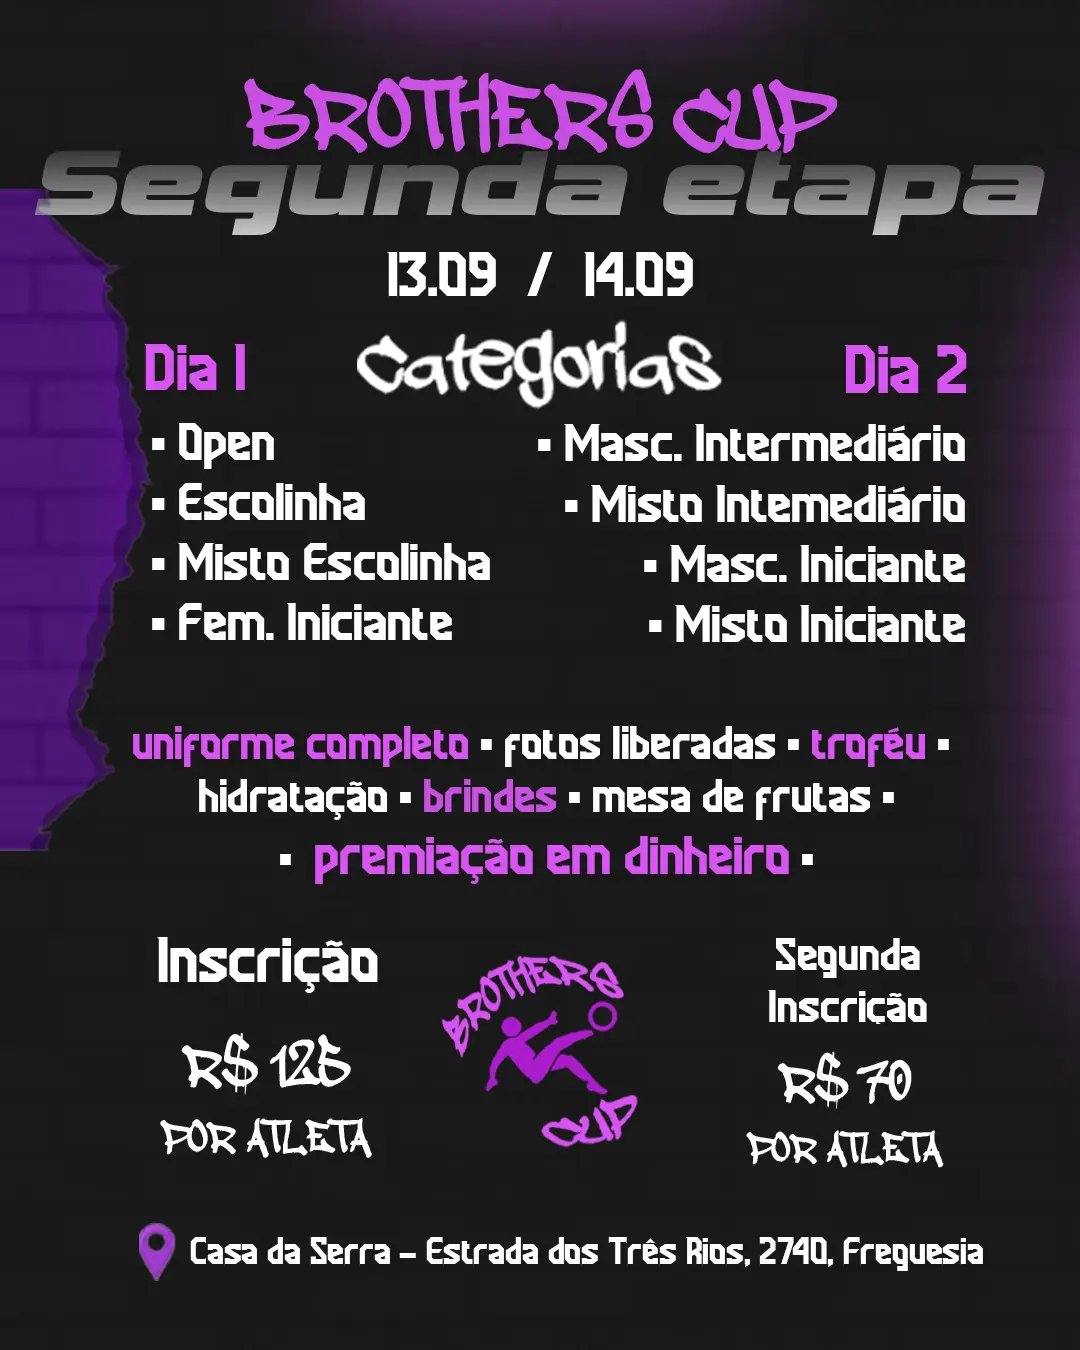 BROTHERS CUP
Segunda etapa
13.09 / 14.09
Categorias
Dia 1
▪ Open
▪ Escolinha
▪ Misto Escolinha
▪ Fem. Iniciante
Dia 2
▪ Masc. Intermediário
▪ Misto Intemediário
▪ Masc. Iniciante
▪ Misto Iniciante
uniforme completo ▪ fotos liberadas ▪ troféu ▪
hidratação ▪ brindes ▪ mesa de frutas ▪
▪ premiação em dinheiro ▪
Inscrição
R$ 125
POR ATLETA
BROTHERS
CUP
Segunda
Inscrição
R$ 70
POR ATLETA
Casa da Serra – Estrada dos Três Rios, 2740, Freguesia